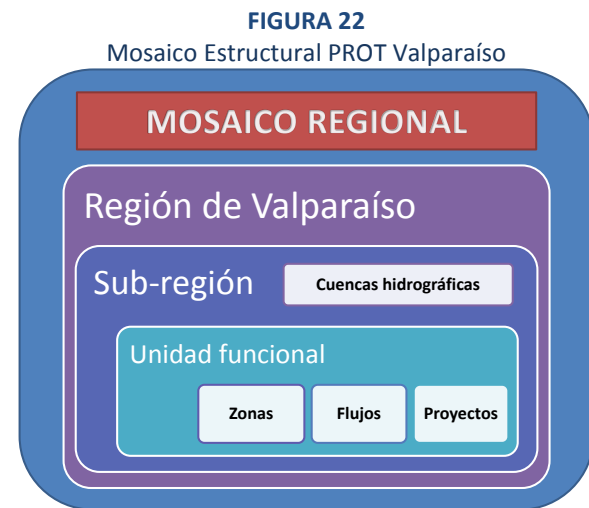 FIGURA 22
Mosaico Estructural PROT Valparaíso
MOSAICO REGIONAL
Región de Valparaíso
Sub-región
Cuencas hidrográficas
Unidad funcional
Zonas
Flujos
Proyectos